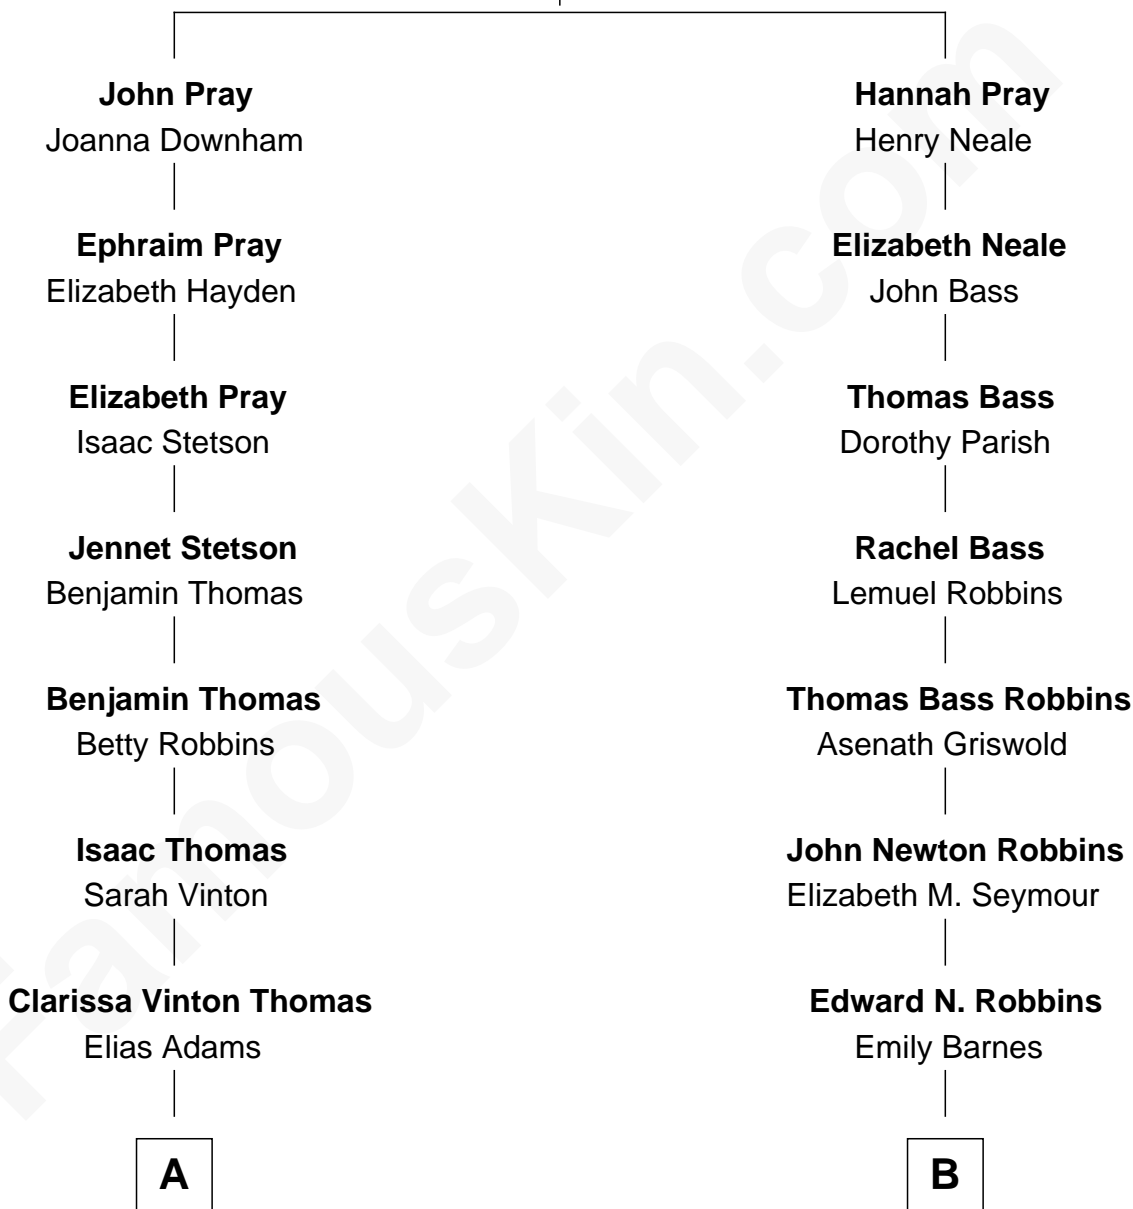 John Pray
Joanna Downham
Ephraim Pray
Elizabeth Hayden
Elizabeth Pray
Isaac Stetson
Jennet Stetson
Benjamin Thomas
Benjamin Thomas
Betty Robbins
Isaac Thomas
Sarah Vinton
Clarissa Vinton Thomas
Elias Adams
A
Hannah Pray
Henry Neale
Elizabeth Neale
John Bass
Thomas Bass
Dorothy Parish
Rachel Bass
Lemuel Robbins
Thomas Bass Robbins
Asenath Griswold
John Newton Robbins
Elizabeth M. Seymour
Edward N. Robbins
Emily Barnes
B
FamousKin.com